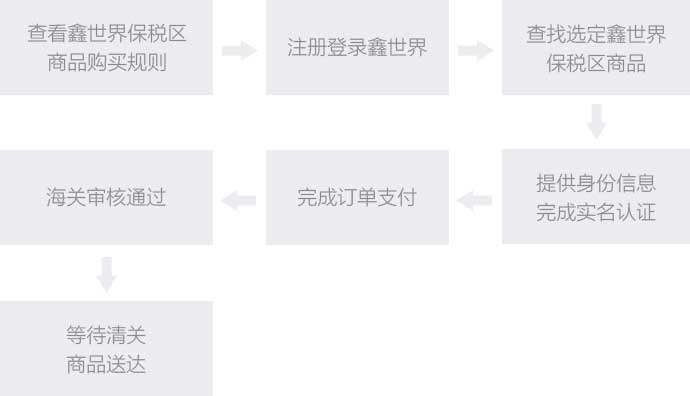 查看鑫世界保税区
商品购买规则
注册登录鑫世界
查找选定鑫世界
保税区商品
提供身份信息
完成实名认证
完成订单支付
海关审核通过
等待清关
商品送达